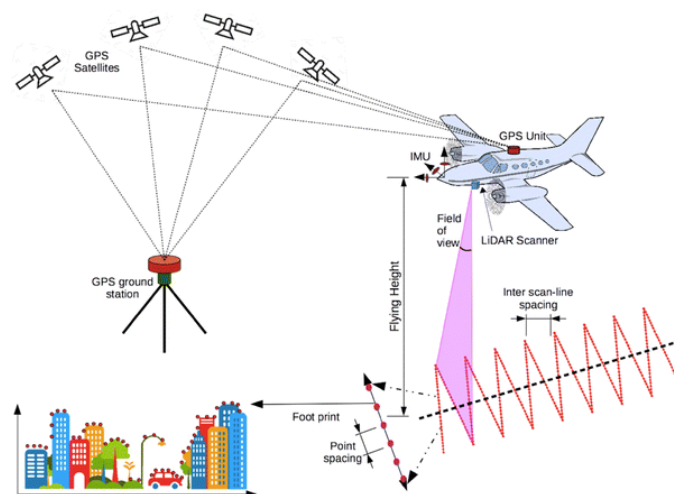 GPS
Satellites
GPS Unit
IMU
Field
of
view
LiDAR Scanner
GPS ground
station
Flying Height
Inter scan-line
spacing
Foot print
Point
spacing